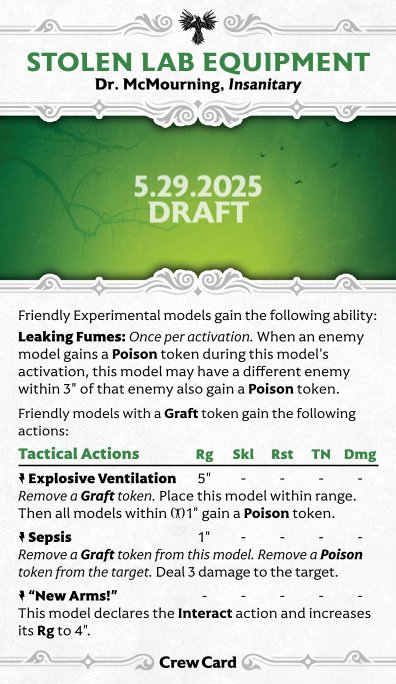 STOLEN LAB EQUIPMENT
Dr. McMourning, Insanitary
5.29.2025
DRAFT
Friendly Experimental models gain the following ability:
Leaking Fumes: Once per activation. When an enemy
model gains a Poison token during this model's
activation, this model may have a different enemy
within 3" of that enemy also gain a Poison token.
Friendly models with a Graft token gain the following
actions:
Tactical Actions Rg Skl Rst TN Dmg
Explosive Ventilation 5" - - - -
Remove a Graft token. Place this model within range.
Then all models within 1" gain a Poison token.
Sepsis 1" - - - -
Remove a Graft token from this model. Remove a Poison
token from the target. Deal 3 damage to the target.
“New Arms!” - - - - -
This model declares the Interact action and increases
its Rg to 4".
Crew Card